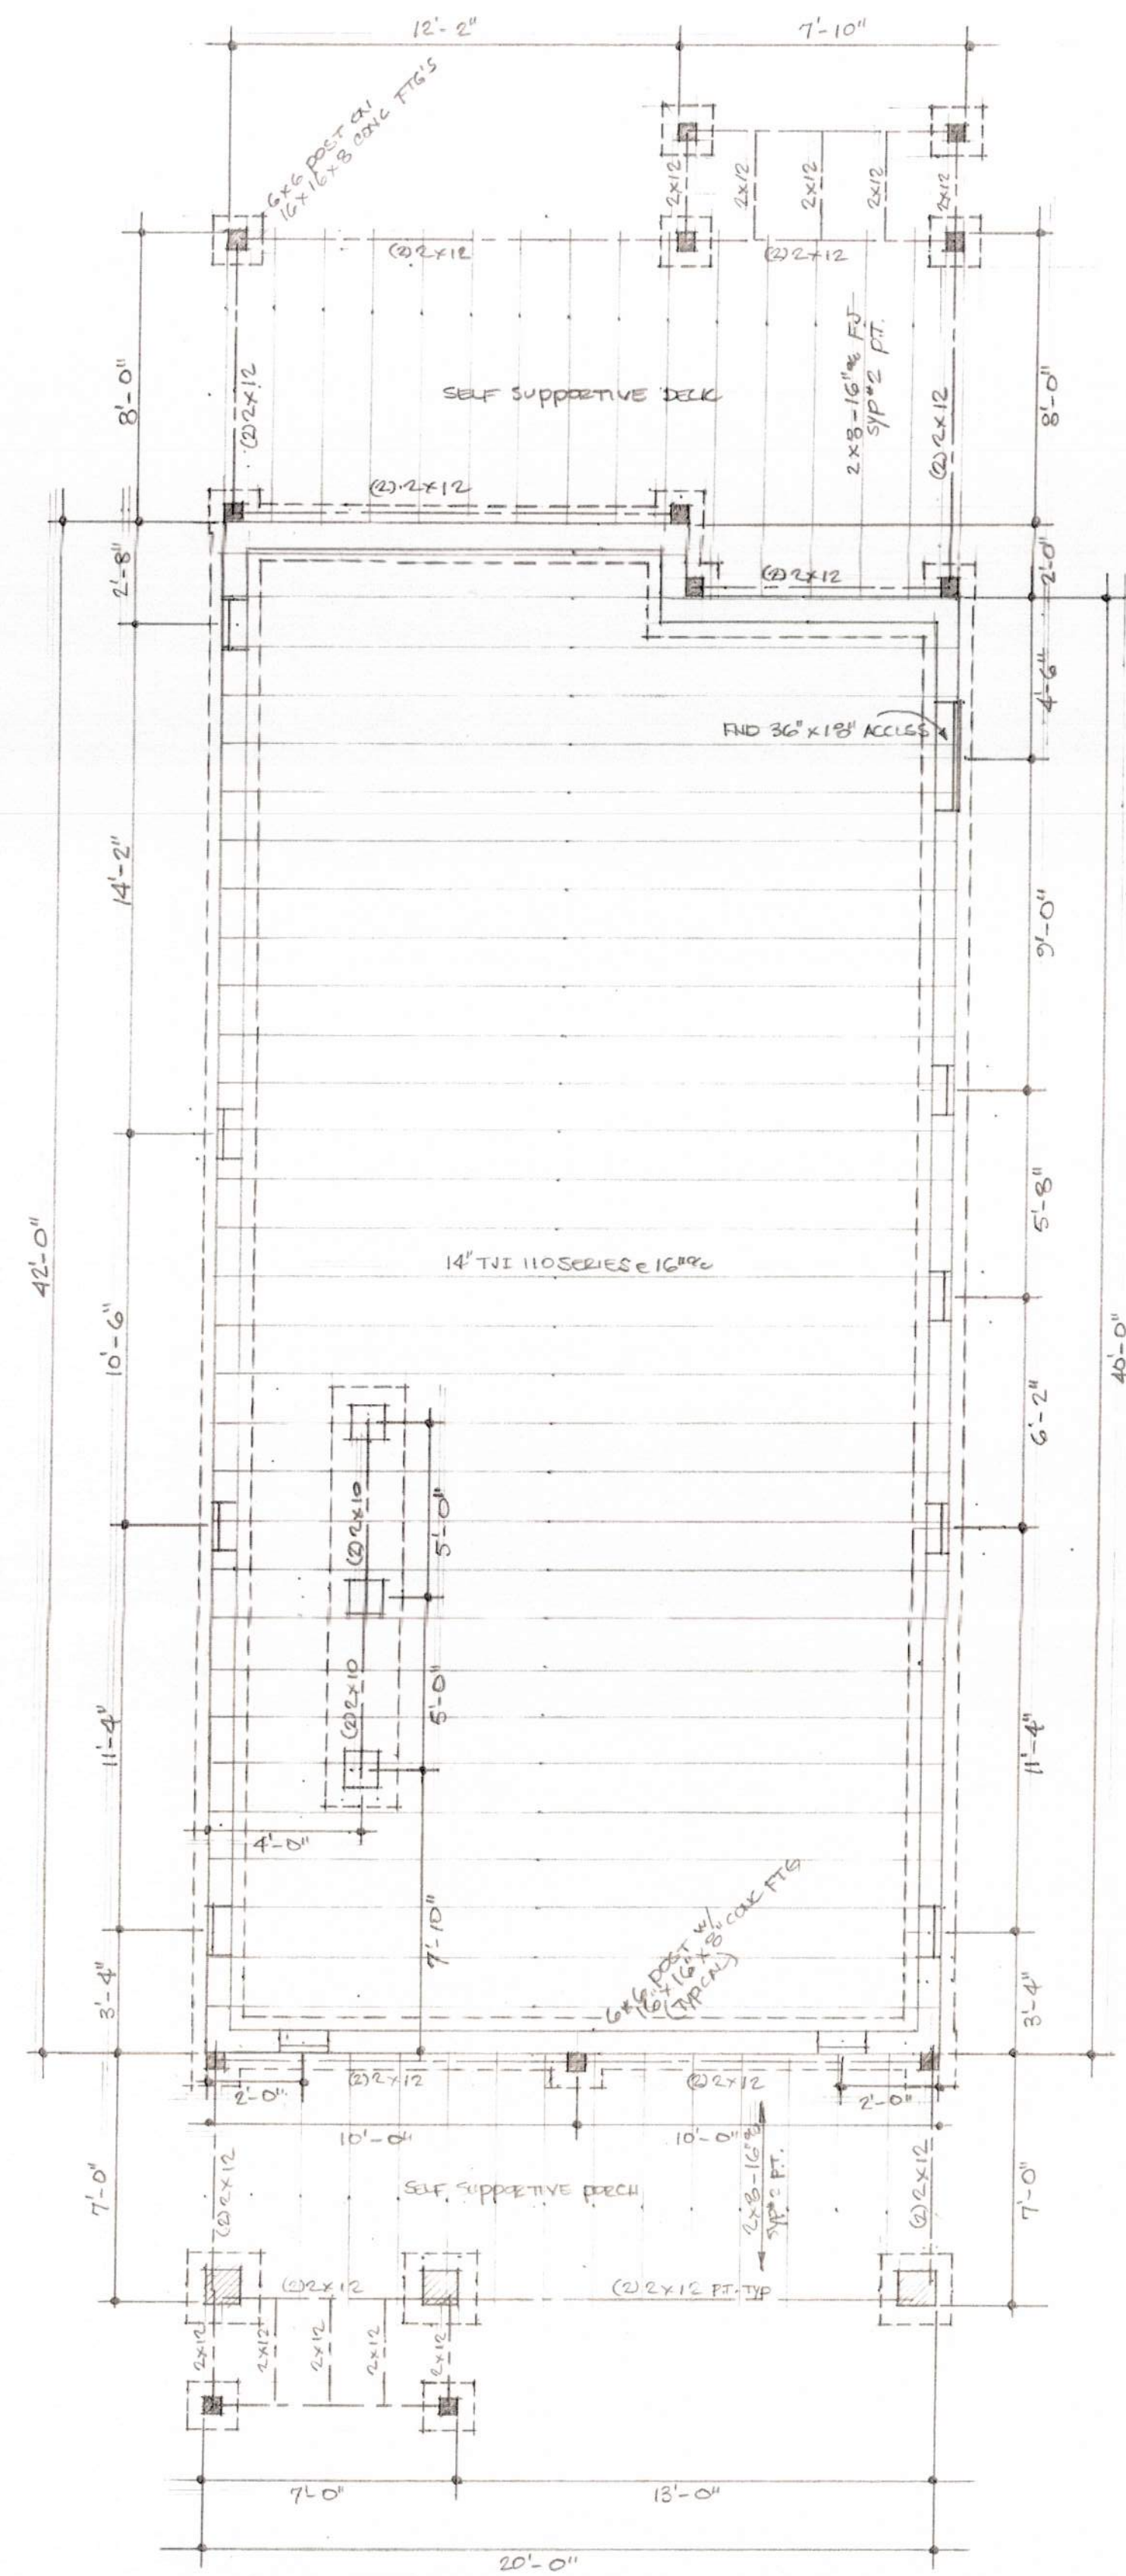 12'-2"
7'-10"
6x6 POST ON
16x16x8 CONC FTG'S
2x12
2x12
2x12
2x12
2x12
(2) 2x12
(2) 2x12
8'-0"
(2) 2x12
SELF SUPPORTIVE DECK
2x8-16"oc FJ
SYP#2 P.T.
(2) 2x12
8'-0"
(2) 2x12
2'-8"
(2) 2x12
2'-0"
4'-6"
FND 36"x18" ACCESS
14'-2"
9'-0"
5'-8"
42'-0"
14" TJI 110 SERIES @ 16"oc
10'-6"
40'-0"
6'-2"
(2) 2x10
5'-0"
(2) 2x10
5'-0"
11'-4"
11'-4"
4'-0"
7'-10"
6x6 POST W/
16"x16"x8" CONC FTG
(TYPCAL)
3'-4"
3'-4"
2'-0"
(2) 2x12
(2) 2x12
2'-0"
10'-0"
10'-0"
7'-0"
(2) 2x12
SELF SUPPORTIVE PORCH
2x8-16"oc
SYP#2 P.T.
(2) 2x12
7'-0"
(2) 2x12
(2) 2x12 P.T. TYP
2x12
2x12
2x12
2x12
2x12
7'-0"
13'-0"
20'-0"